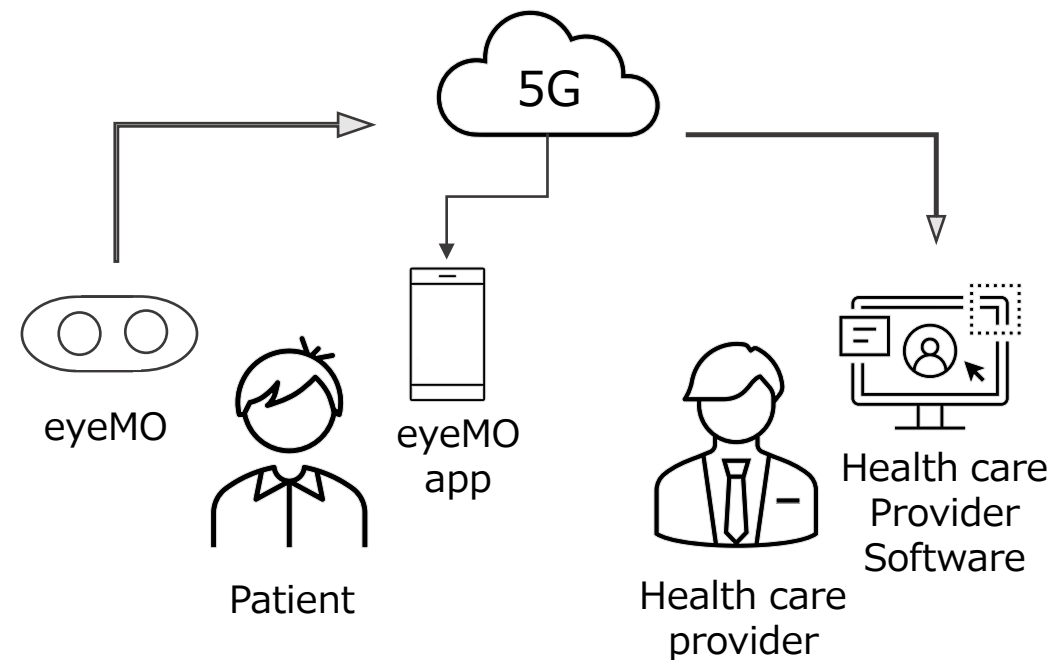 5G
eyeMO
eyeMO
app
Patient
Health care
provider
Health care
Provider
Software